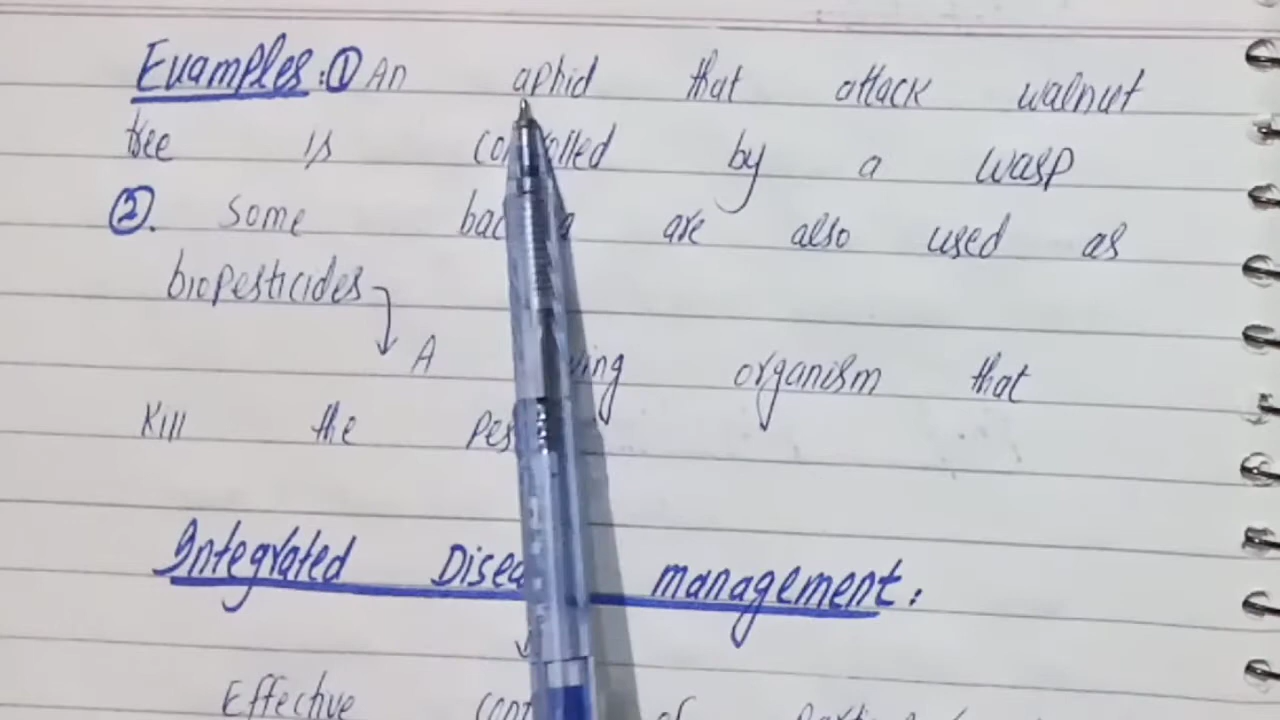 Examples: ① An aphid that attack walnut
tree is controlled by a wasp
②. Some are also used as
biopesticides
A organism that
Kill the
Integrated management:
Effective of